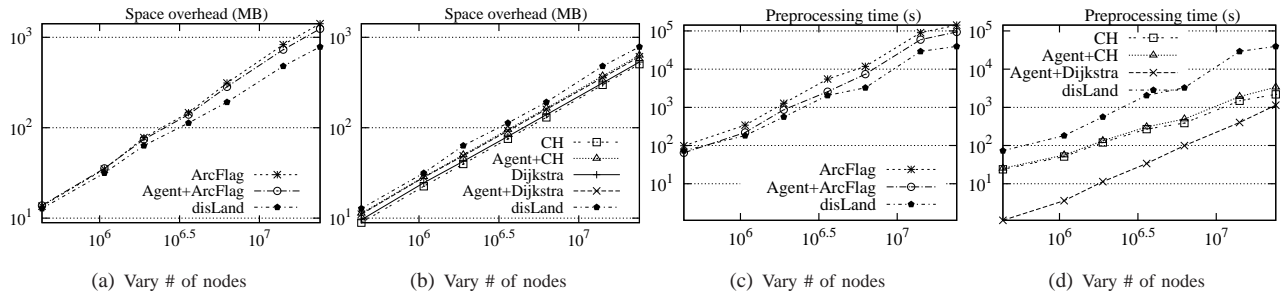 Space overhead (MB)
10^3
10^2
10^1
ArcFlag
Agent+ArcFlag
disLand
10^6
10^6.5
10^7
(a) Vary # of nodes
Space overhead (MB)
10^3
10^2
10^1
CH
Agent+CH
Dijkstra
Agent+Dijkstra
disLand
10^6
10^6.5
10^7
(b) Vary # of nodes
Preprocessing time (s)
10^5
10^4
10^3
10^2
10^1
ArcFlag
Agent+ArcFlag
disLand
10^6
10^6.5
10^7
(c) Vary # of nodes
Preprocessing time (s)
10^5
10^4
10^3
10^2
10^1
CH
Agent+CH
Agent+Dijkstra
disLand
10^6
10^6.5
10^7
(d) Vary # of nodes